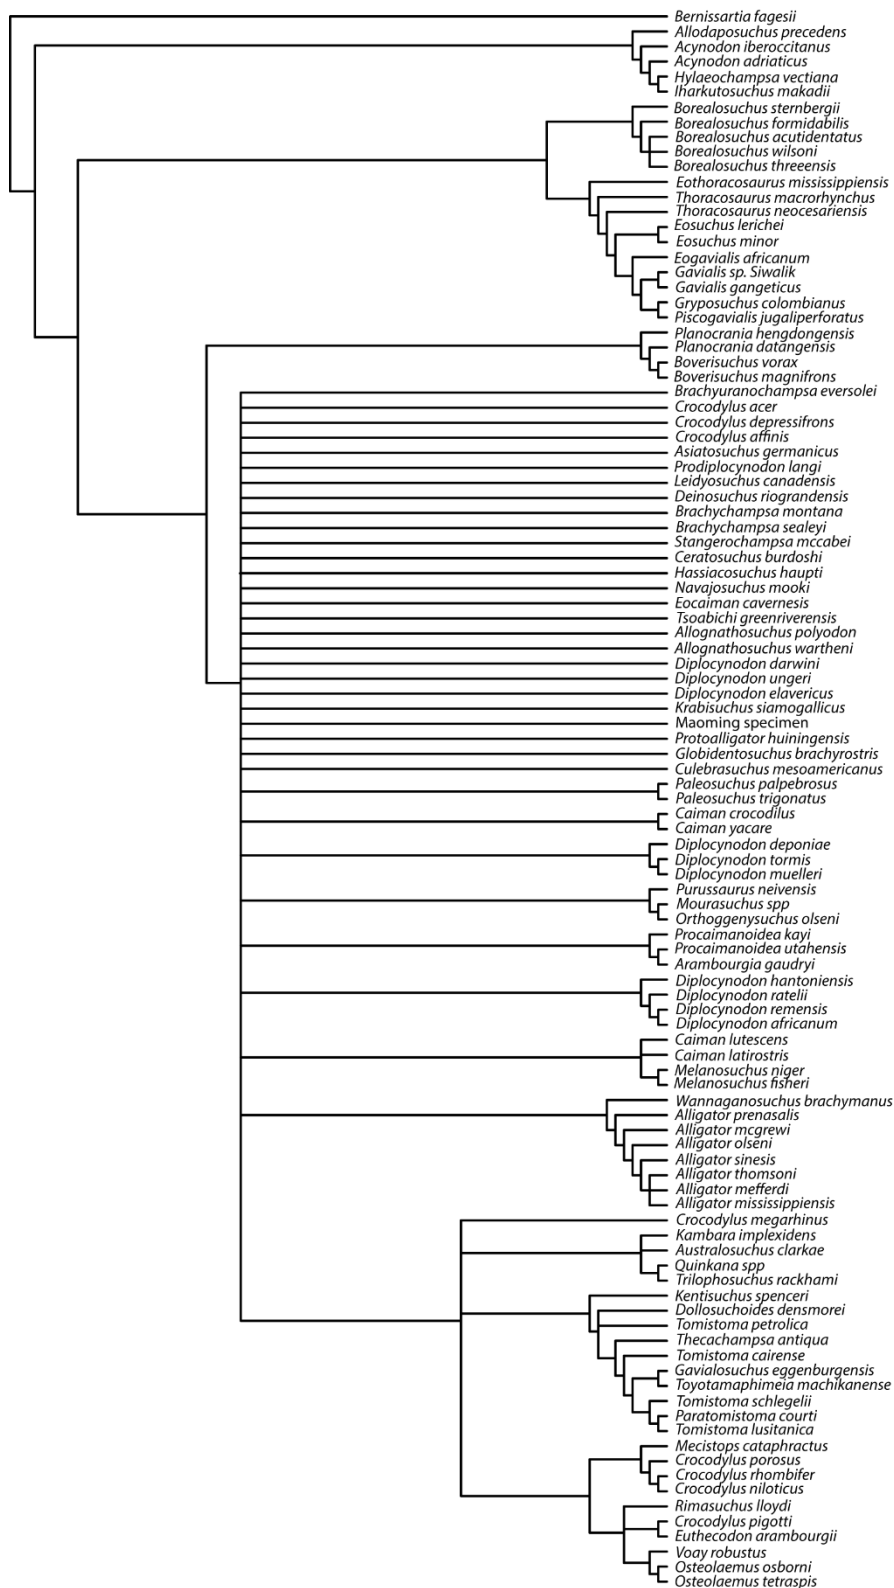 Bernissartia fagesii
Allodaposuchus precedens
Acynodon iberoccitanus
Acynodon adriaticus
Hylaeochampsa vectiana
Iharkutosuchus makadii
Borealosuchus sternbergii
Borealosuchus formidabilis
Borealosuchus acutidentatus
Borealosuchus wilsoni
Borealosuchus threeensis
Eothoracosaurus mississippiensis
Thoracosaurus macrorhynchus
Thoracosaurus neocesariensis
Eosuchus lerichei
Eosuchus minor
Eogavialis africanum
Gavialis sp. Siwalik
Gavialis gangeticus
Gryposuchus colombianus
Piscogavialis jugaliperforatus
Planocrania hengdongensis
Planocrania datangensis
Boverisuchus vorax
Boverisuchus magnifrons
Brachyuranochampsa eversolei
Crocodylus acer
Crocodylus depressifrons
Crocodylus affinis
Asiatosuchus germanicus
Prodiplocynodon langi
Leidyosuchus canadensis
Deinosuchus riograndensis
Brachychampsa montana
Brachychampsa sealeyi
Stangerochampsa mccabei
Ceratosuchus burdoshi
Hassiacosuchus haupti
Navajosuchus mooki
Eocaiman cavernesis
Tsoabichi greenriverensis
Allognathosuchus polyodon
Allognathosuchus wartheni
Diplocynodon darwini
Diplocynodon ungeri
Diplocynodon elavericus
Krabisuchus siamogallicus
Maoming specimen
Protoalligator huiningensis
Globidentosuchus brachyrostris
Culebrasuchus mesoamericanus
Paleosuchus palpebrosus
Paleosuchus trigonatus
Caiman crocodilus
Caiman yacare
Diplocynodon deponiae
Diplocynodon tormis
Diplocynodon muelleri
Purussaurus neivensis
Mourasuchus spp
Orthoggenysuchus olseni
Procaimanoidea kayi
Procaimanoidea utahensis
Arambourgia gaudryi
Diplocynodon hantoniensis
Diplocynodon ratelii
Diplocynodon remensis
Diplocynodon africanum
Caiman lutescens
Caiman latirostris
Melanosuchus niger
Melanosuchus fisheri
Wannaganosuchus brachymanus
Alligator prenasalis
Alligator mcgrewi
Alligator olseni
Alligator sinesis
Alligator thomsoni
Alligator mefferdi
Alligator mississippiensis
Crocodylus megarhinus
Kambara implexidens
Australosuchus clarkae
Quinkana spp
Trilophosuchus rackhami
Kentisuchus spenceri
Dollosuchoides densmorei
Tomistoma petrolica
Thecachampsa antiqua
Tomistoma cairense
Gavialosuchus eggenburgensis
Toyotamaphimeia machikanense
Tomistoma schlegelii
Paratomistoma courti
Tomistoma lusitanica
Mecistops cataphractus
Crocodylus porosus
Crocodylus rhombifer
Crocodylus niloticus
Rimasuchus lloydi
Crocodylus pigotti
Euthecodon arambourgii
Voay robustus
Osteolaemus osborni
Osteolaemus tetraspis